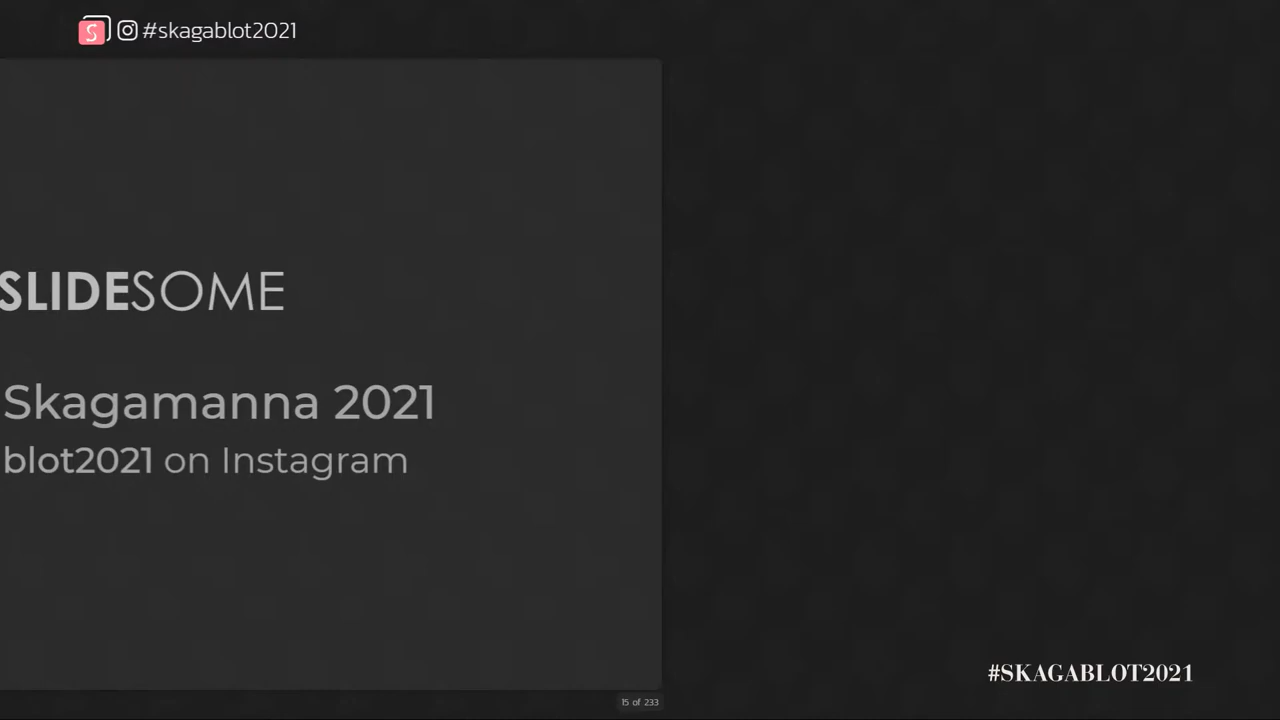 #skagablot2021
SLIDESOME
Skagamanna 2021
blot2021 on Instagram
#SKAGABLOT2021
15 of 233